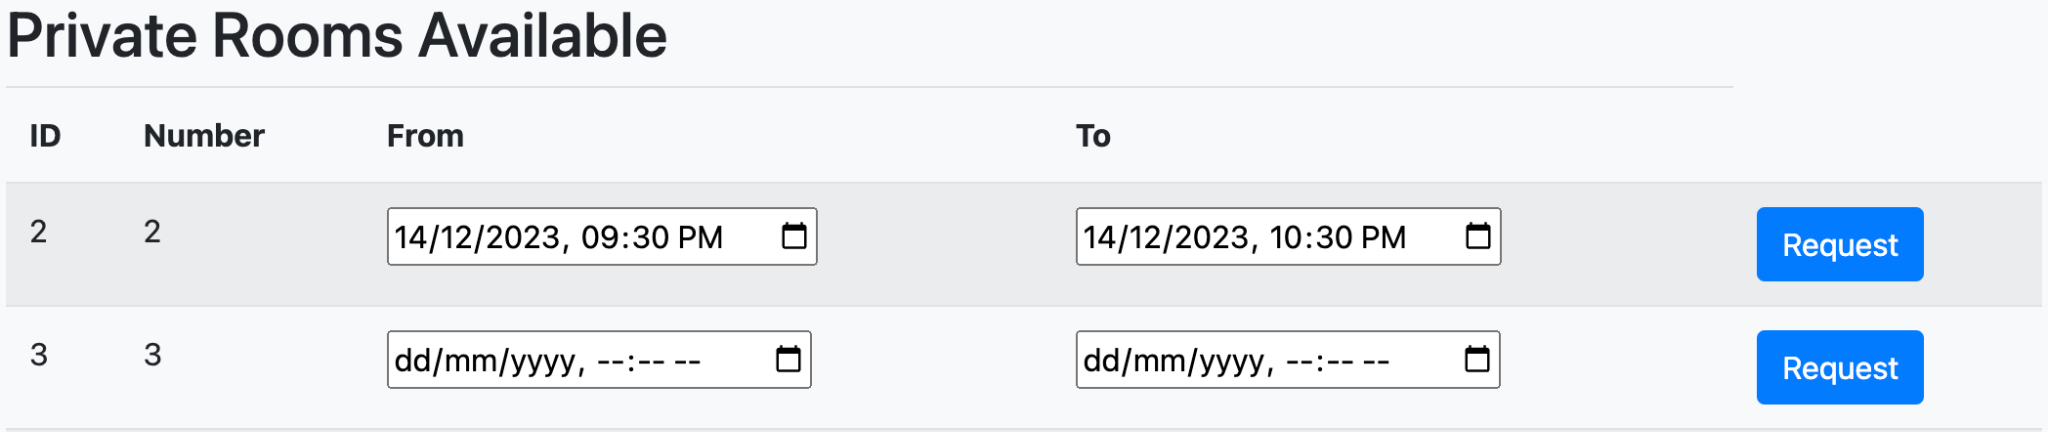 Private Rooms Available
ID Number From To
2 2 14/12/2023, 09:30 PM 14/12/2023, 10:30 PM Request
3 3 dd/mm/yyyy, --:-- -- dd/mm/yyyy, --:-- -- Request